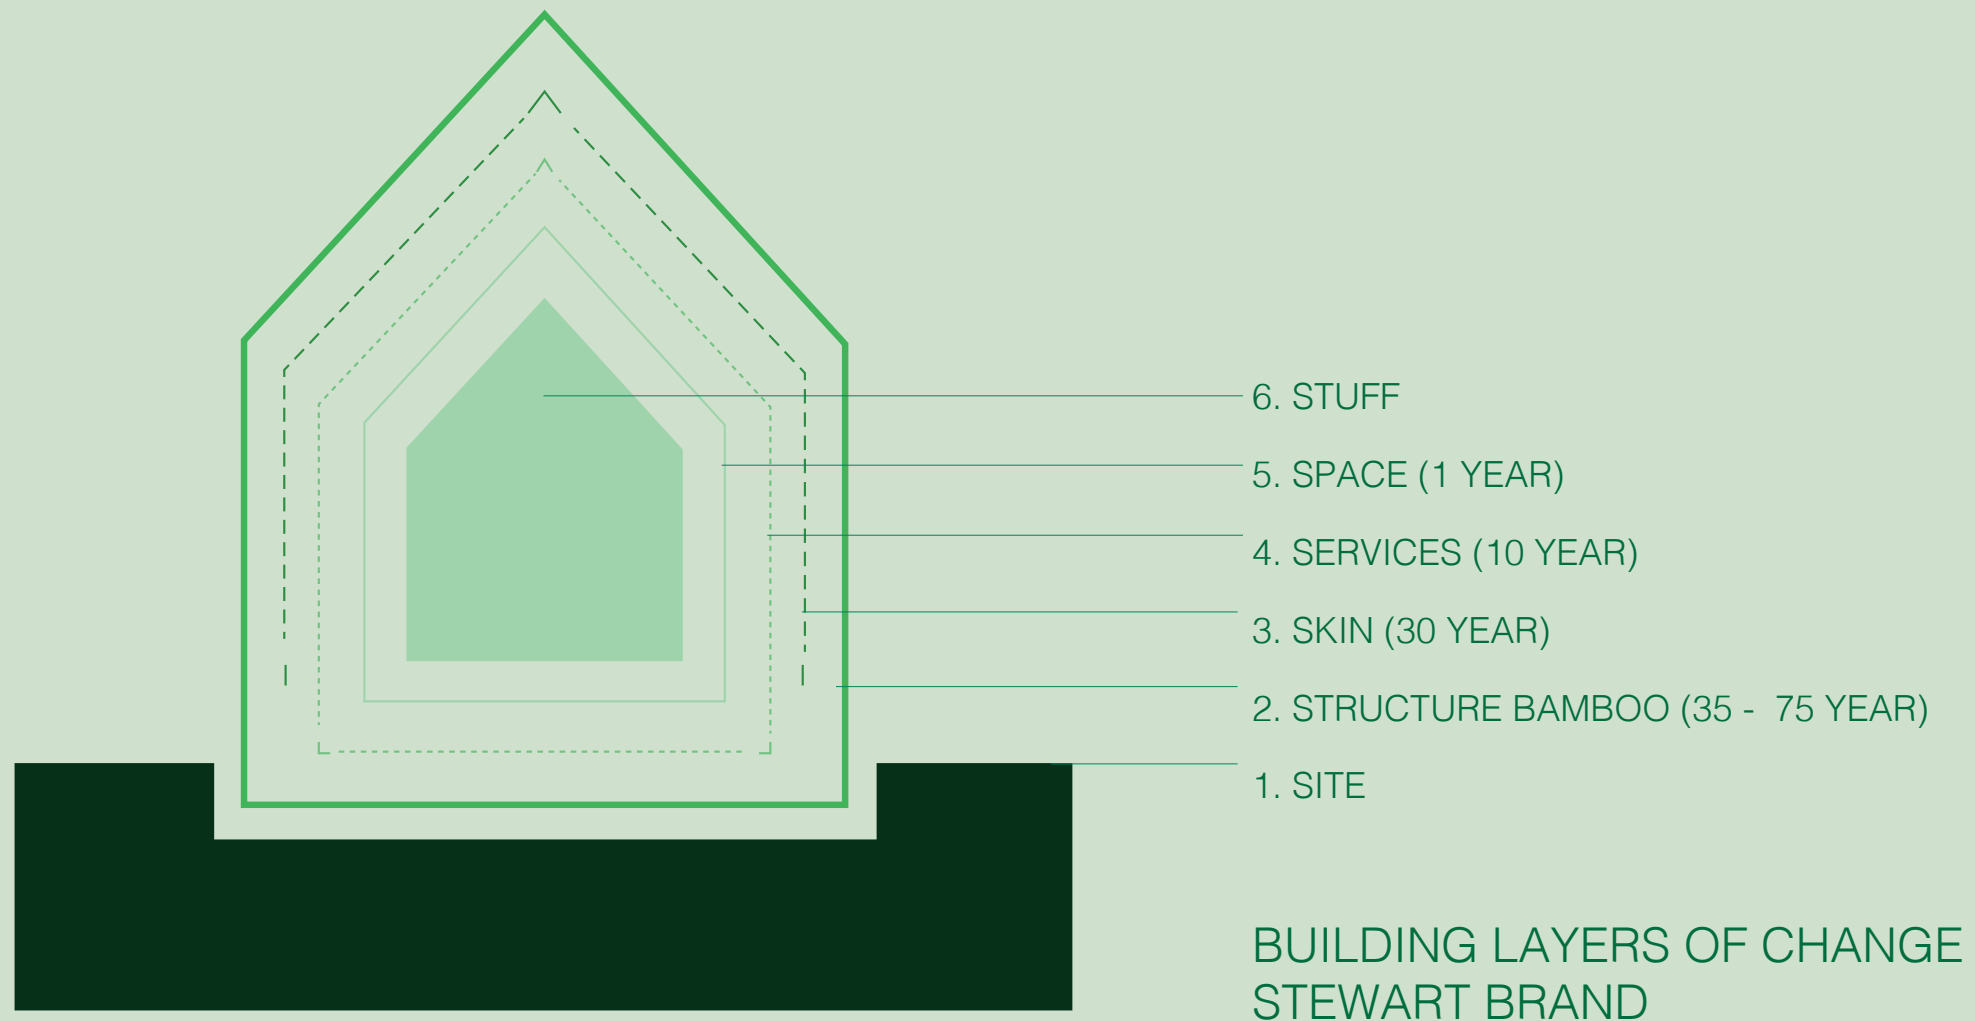 6. STUFF
5. SPACE (1 YEAR)
4. SERVICES (10 YEAR)
3. SKIN (30 YEAR)
2. STRUCTURE BAMBOO (35 -  75 YEAR)
1. SITE
BUILDING LAYERS OF CHANGE
STEWART BRAND